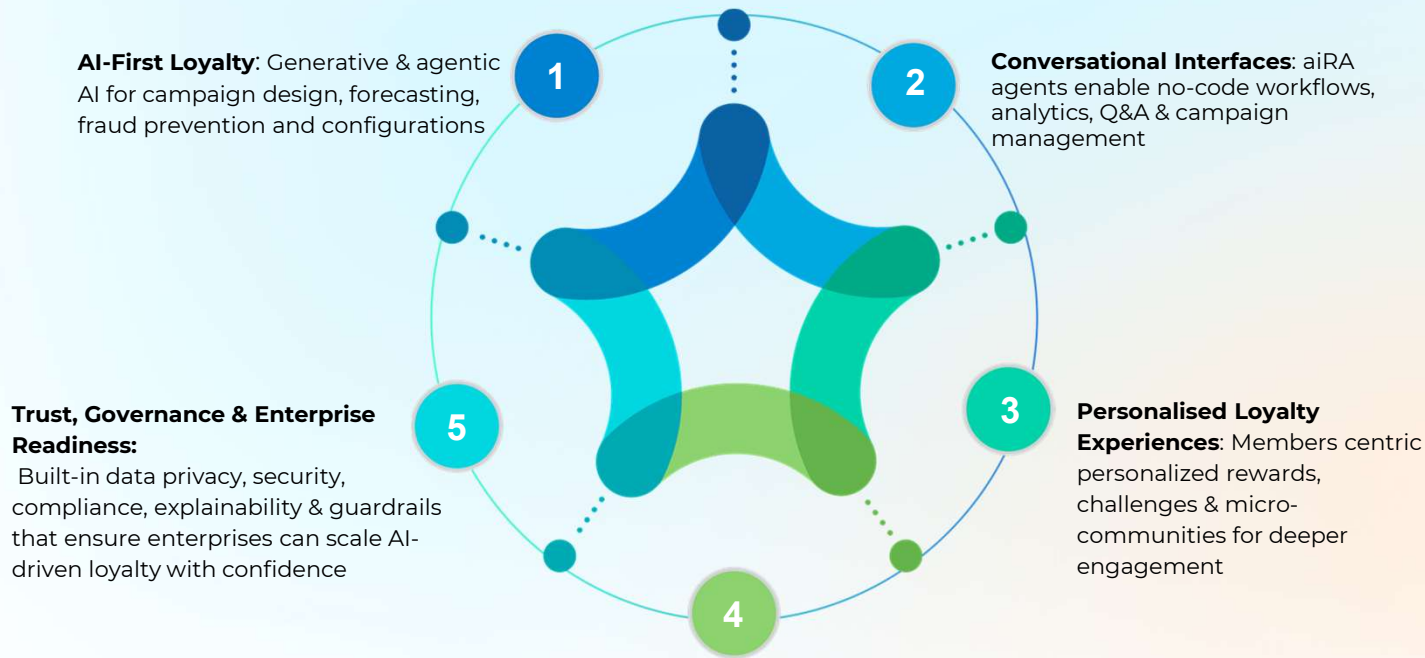 AI-First Loyalty: Generative & agentic
AI for campaign design, forecasting,
fraud prevention and configurations
1
2
Conversational Interfaces: aiRA
agents enable no-code workflows,
analytics, Q&A & campaign
management
3
Personalised Loyalty
Experiences: Members centric
personalized rewards,
challenges & micro-
communities for deeper
engagement
4
5
Trust, Governance & Enterprise
Readiness:
Built-in data privacy, security,
compliance, explainability & guardrails
that ensure enterprises can scale AI-
driven loyalty with confidence